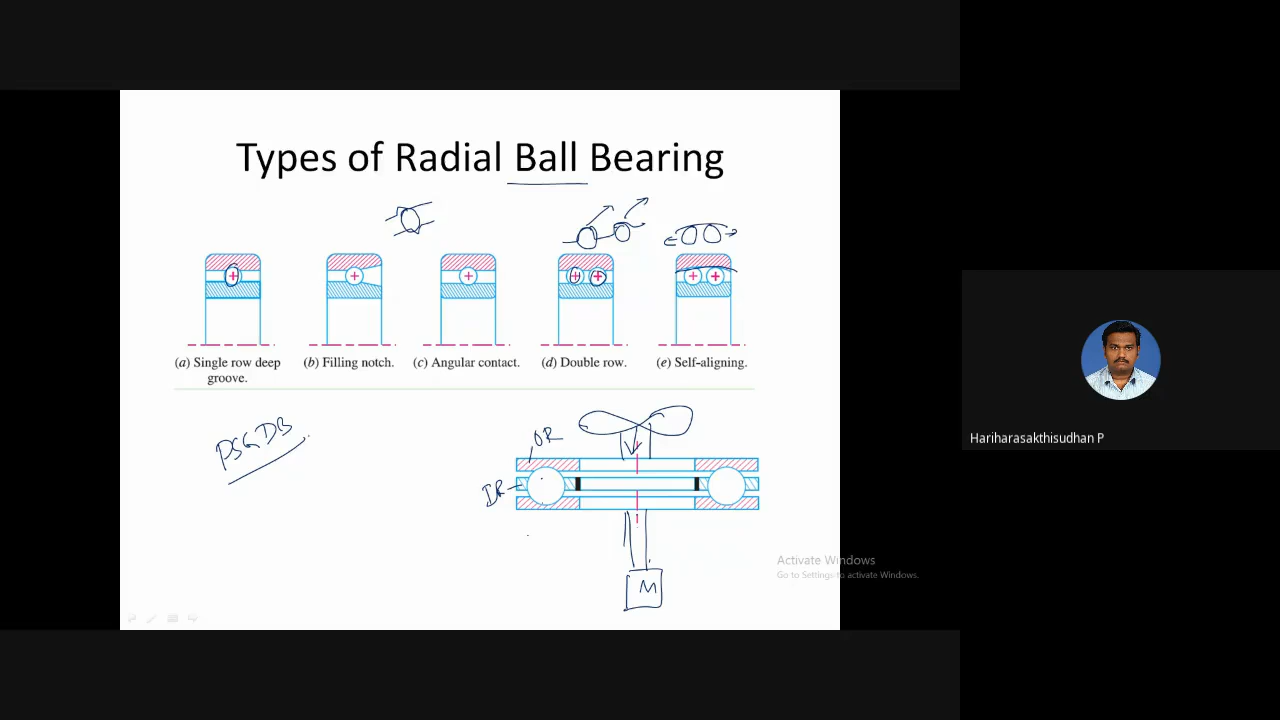 Types of Radial Ball Bearing
(a) Single row deep groove.
(b) Filling notch.
(c) Angular contact.
(d) Double row.
(e) Self-aligning.
PSGDB
OR
IR
M
Activate Windows
Go to Settings to activate Windows.
Hariharasakthisudhan P